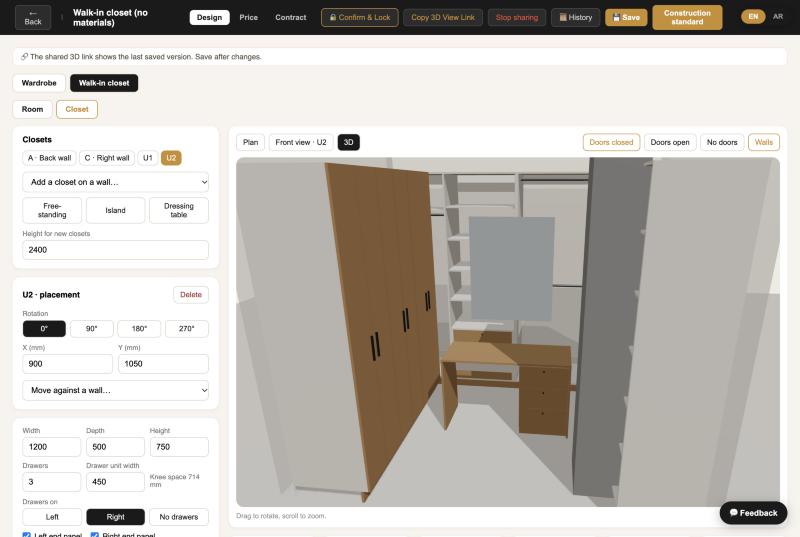 ← Back
Walk-in closet (no materials)
Design
Price
Contract
🔒 Confirm & Lock
Copy 3D View Link
Stop sharing
History
💾 Save
Construction standard
EN
AR
🔗 The shared 3D link shows the last saved version. Save after changes.
Wardrobe
Walk-in closet
Room
Closet
Closets
A · Back wall
C · Right wall
U1
U2
Add a closet on a wall...
Free-standing
Island
Dressing table
Height for new closets
2400
U2 · placement
Delete
Rotation
0°
90°
180°
270°
X (mm)
Y (mm)
900
1050
Move against a wall...
Width
Depth
Height
1200
500
750
Drawers
Drawer unit width
3
450
Knee space 714 mm
Drawers on
Left
Right
No drawers
Left end panel
Right end panel
Plan
Front view · U2
3D
Doors closed
Doors open
No doors
Walls
Drag to rotate, scroll to zoom.
💬 Feedback